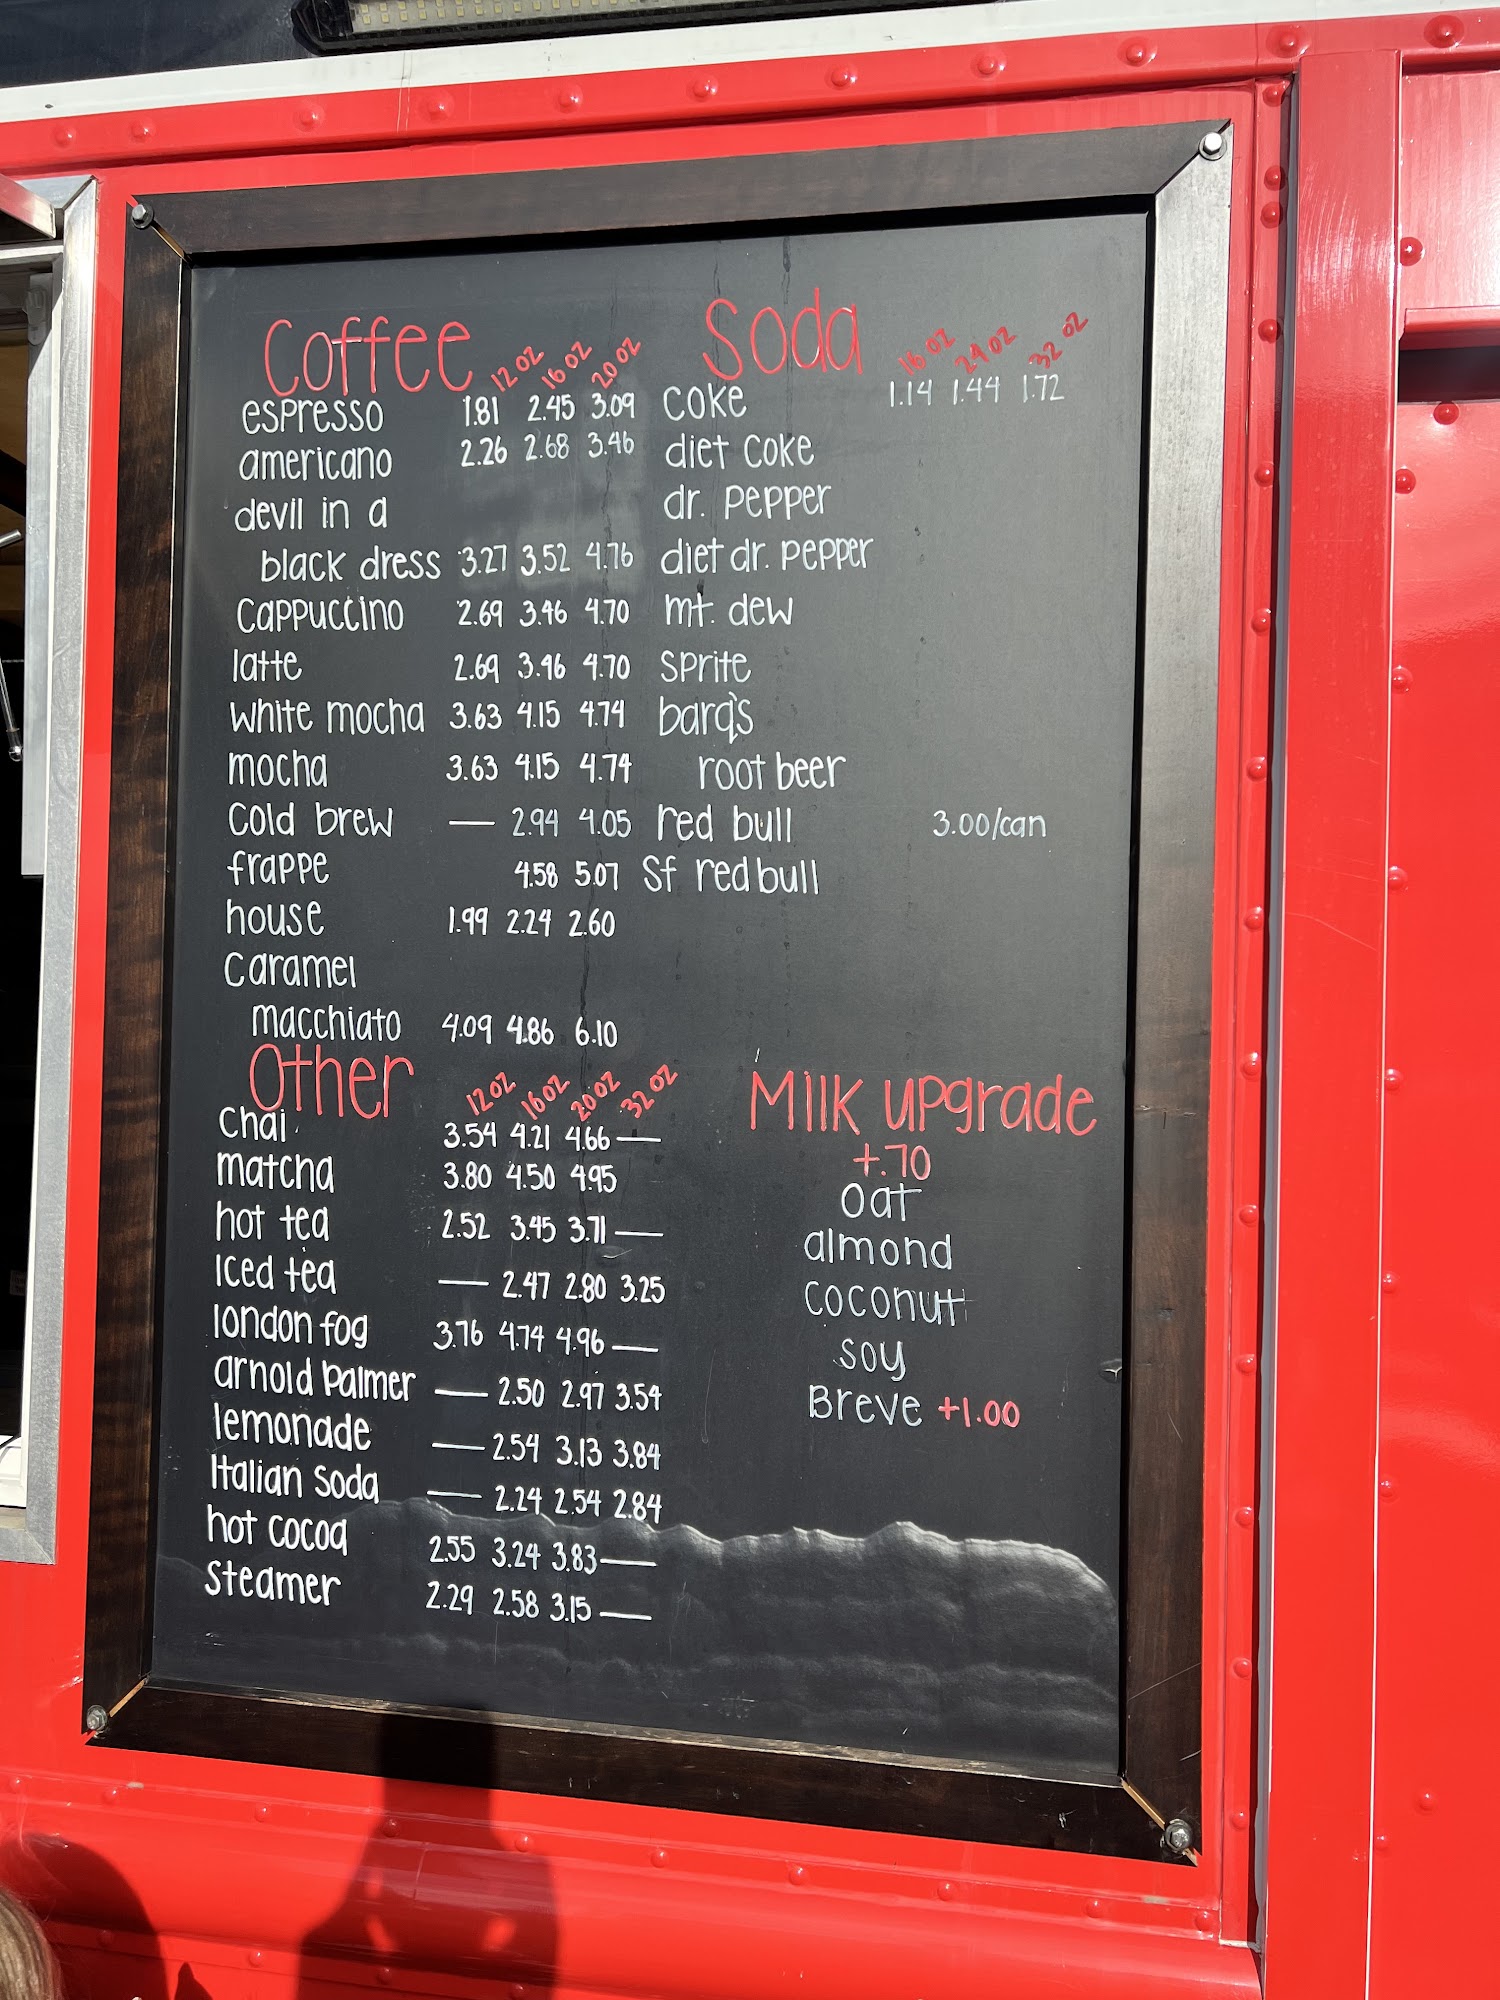 Coffee 12 oz 16 oz 20 oz
espresso 1.81 2.45 3.09
americano 2.26 2.68 3.46
devil in a
black dress 3.27 3.52 4.76
cappuccino 2.69 3.46 4.70
latte 2.69 3.46 4.70
white mocha 3.63 4.15 4.74
mocha 3.63 4.15 4.74
cold brew — 2.94 4.05
frappe 4.58 5.07
house 1.99 2.24 2.60
caramel
macchiato 4.09 4.86 6.10
Other 12 oz 16 oz 20 oz 32 oz
chai 3.54 4.21 4.66 —
matcha 3.80 4.50 4.95
hot tea 2.52 3.45 3.71 —
iced tea — 2.47 2.80 3.25
london fog 3.76 4.74 4.96 —
arnold palmer — 2.50 2.97 3.54
lemonade — 2.54 3.13 3.84
Italian soda — 2.24 2.54 2.84
hot cocoa 2.55 3.24 3.83 —
steamer 2.29 2.58 3.15 —
Soda 16 oz 24 oz 32 oz
coke 1.14 1.44 1.72
diet coke
dr. pepper
diet dr. pepper
mt. dew
sprite
barq's
root beer
red bull 3.00/can
sf red bull
Milk upgrade
+.70
oat
almond
coconut
soy
Breve +1.00